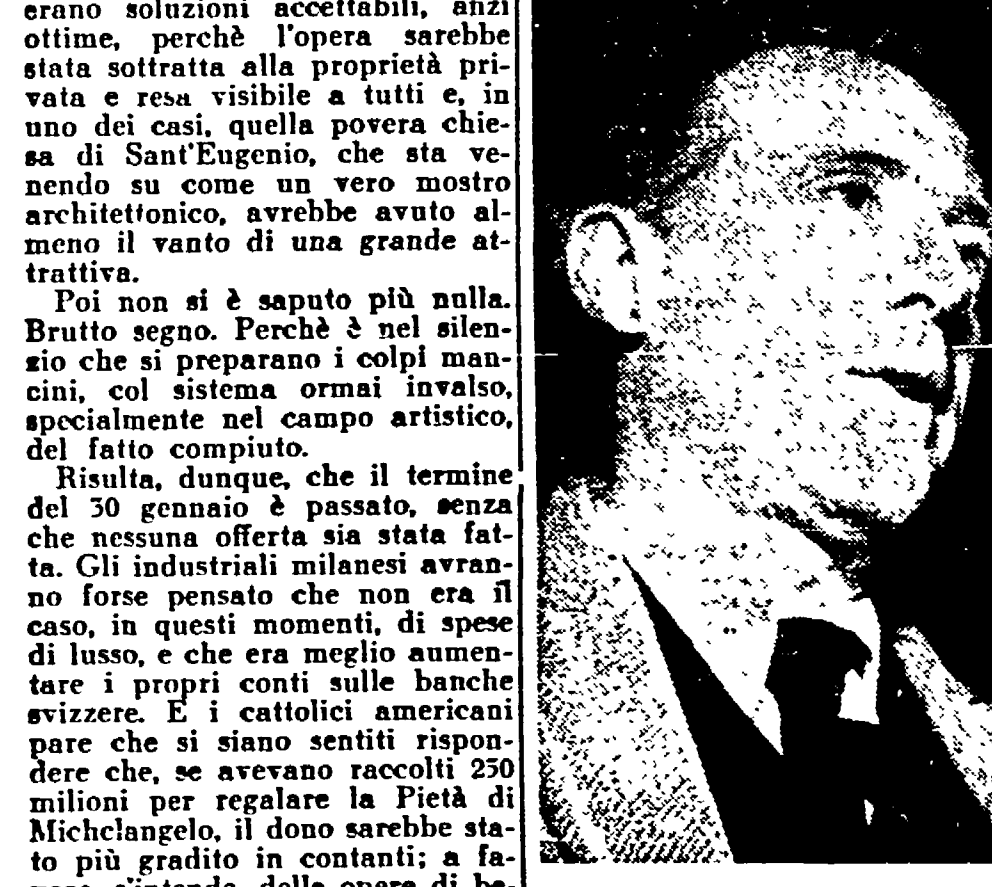 erano soluzioni accettabili, anzi
ottime, perchè l'opera sarebbe
stata sottratta alla proprietà pri-
vata e resa visibile a tutti e, in
uno dei casi, quella povera chie-
sa di Sant'Eugenio, che sta ve-
nendo su come un vero mostro
architettonico, avrebbe avuto al-
meno il vanto di una grande at-
trattiva.
Poi non si è saputo più nulla.
Brutto segno. Perchè è nel silen-
zio che si preparano i colpi man-
cini, col sistema ormai invalso,
specialmente nel campo artistico,
del fatto compiuto.
Risulta, dunque, che il termine
del 30 gennaio è passato, senza
che nessuna offerta sia stata fat-
ta. Gli industriali milanesi avran-
no forse pensato che non era il
caso, in questi momenti, di spese
di lusso, e che era meglio aumen-
tare i propri conti sulle banche
svizzere. E i cattolici americani
pare che si siano sentiti rispon-
dere che, se avevano raccolti 250
milioni per regalare la Pietà di
Michelangelo, il dono sarebbe sta-
to più gradito in contanti; a fa-
s'intende, delle opere di be-